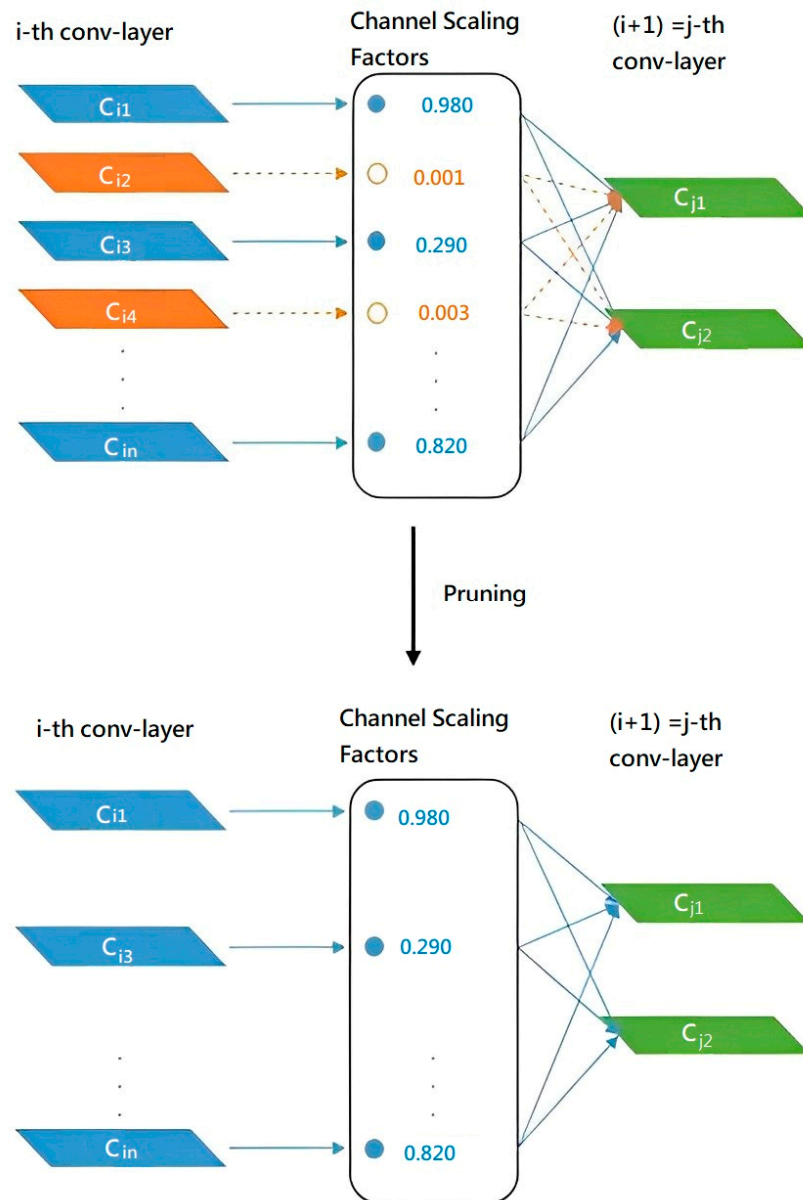 i-th conv-layer
Channel Scaling
Factors
(i+1) =j-th
conv-layer
Ci1
0.980
Ci2
0.001
Cj1
Ci3
0.290
Ci4
0.003
Cj2
Cin
0.820
Pruning
i-th conv-layer
Channel Scaling
Factors
(i+1) =j-th
conv-layer
Ci1
0.980
Cj1
Ci3
0.290
Cj2
Cin
0.820